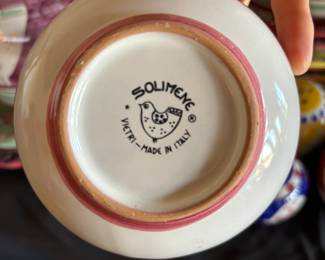 SOLIMENE
®
VIETRI - MADE IN ITALY